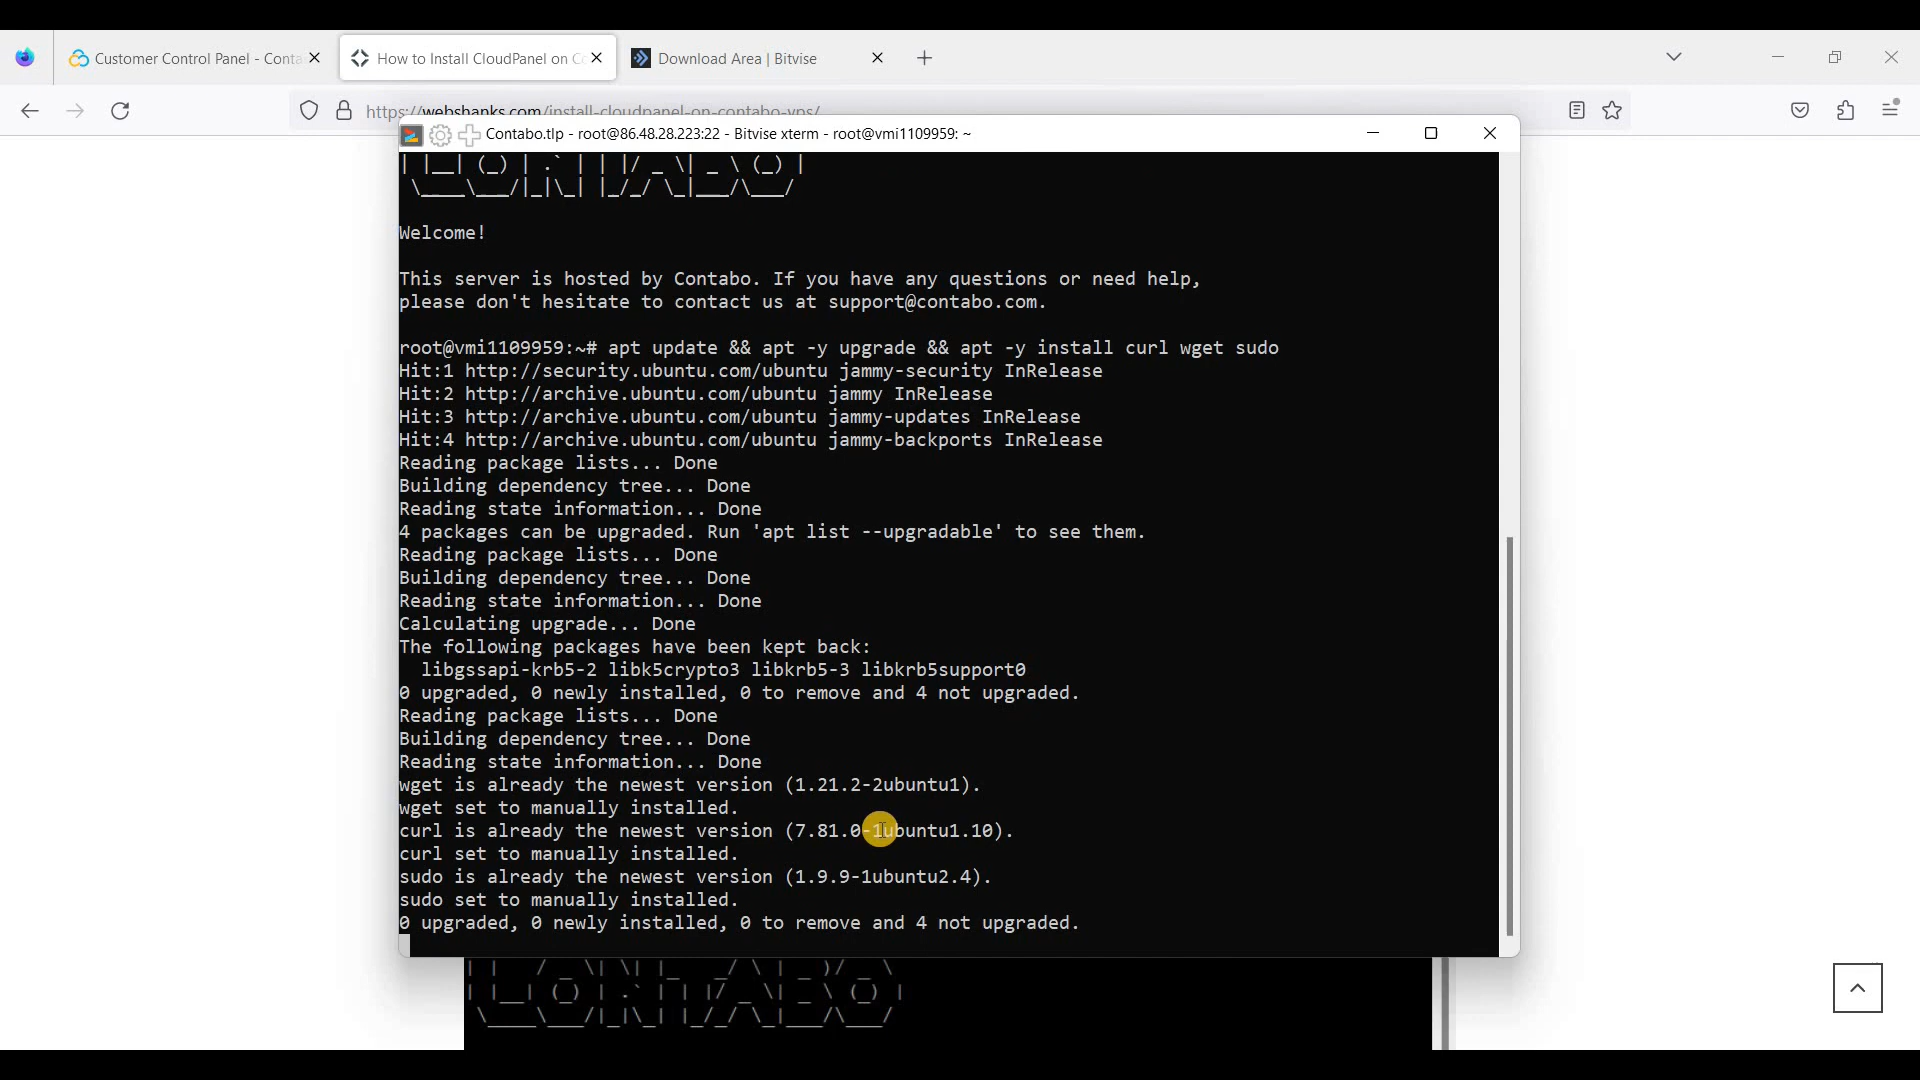 Customer Control Panel - Conta
How to Install CloudPanel on Co
Download Area | Bitvise
https://webshanks.com/install-cloudpanel-on-contabo-vps/
Contabo.tlp - root@86.48.28.223:22 - Bitvise xterm - root@vmi1109959: ~
Welcome!
This server is hosted by Contabo. If you have any questions or need help,
please don't hesitate to contact us at support@contabo.com.
root@vmi1109959:~# apt update && apt -y upgrade && apt -y install curl wget sudo
Hit:1 http://security.ubuntu.com/ubuntu jammy-security InRelease
Hit:2 http://archive.ubuntu.com/ubuntu jammy InRelease
Hit:3 http://archive.ubuntu.com/ubuntu jammy-updates InRelease
Hit:4 http://archive.ubuntu.com/ubuntu jammy-backports InRelease
Reading package lists... Done
Building dependency tree... Done
Reading state information... Done
4 packages can be upgraded. Run 'apt list --upgradable' to see them.
Reading package lists... Done
Building dependency tree... Done
Reading state information... Done
Calculating upgrade... Done
The following packages have been kept back:
libgssapi-krb5-2 libk5crypto3 libkrb5-3 libkrb5support0
0 upgraded, 0 newly installed, 0 to remove and 4 not upgraded.
Reading package lists... Done
Building dependency tree... Done
Reading state information... Done
wget is already the newest version (1.21.2-2ubuntu1).
wget set to manually installed.
curl is already the newest version (7.81.0-1ubuntu1.10).
curl set to manually installed.
sudo is already the newest version (1.9.9-1ubuntu2.4).
sudo set to manually installed.
0 upgraded, 0 newly installed, 0 to remove and 4 not upgraded.
CONTABO